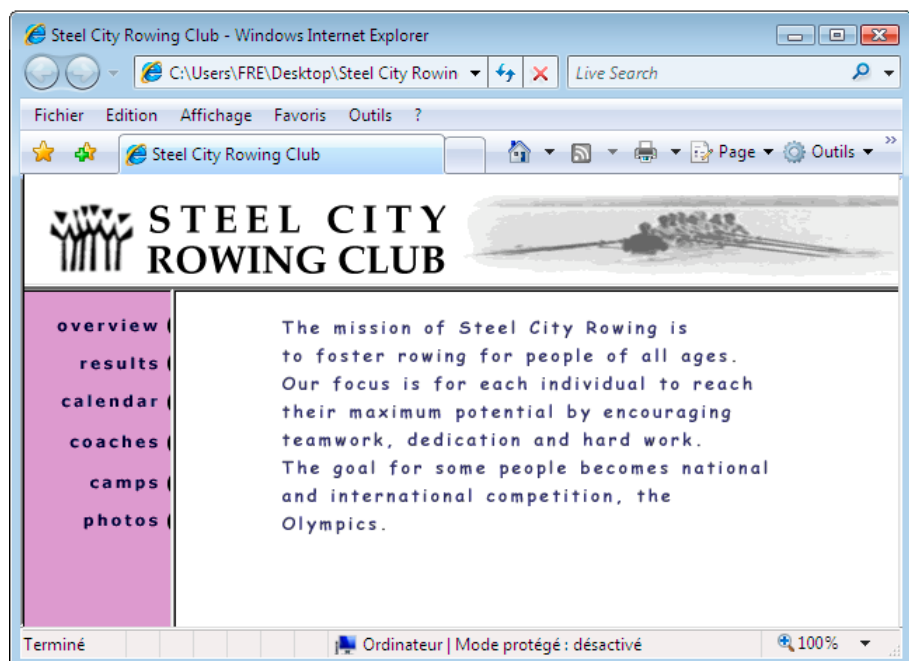 Steel City Rowing Club - Windows Internet Explorer
C:\Users\FRE\Desktop\Steel City Rowin
Live Search
Fichier Edition Affichage Favoris Outils ?
Steel City Rowing Club
Page Outils
STEEL CITY
ROWING CLUB
overview
results
calendar
coaches
camps
photos
The mission of Steel City Rowing is
to foster rowing for people of all ages.
Our focus is for each individual to reach
their maximum potential by encouraging
teamwork, dedication and hard work.
The goal for some people becomes national
and international competition, the
Olympics.
Terminé
Ordinateur | Mode protégé : désactivé
100%